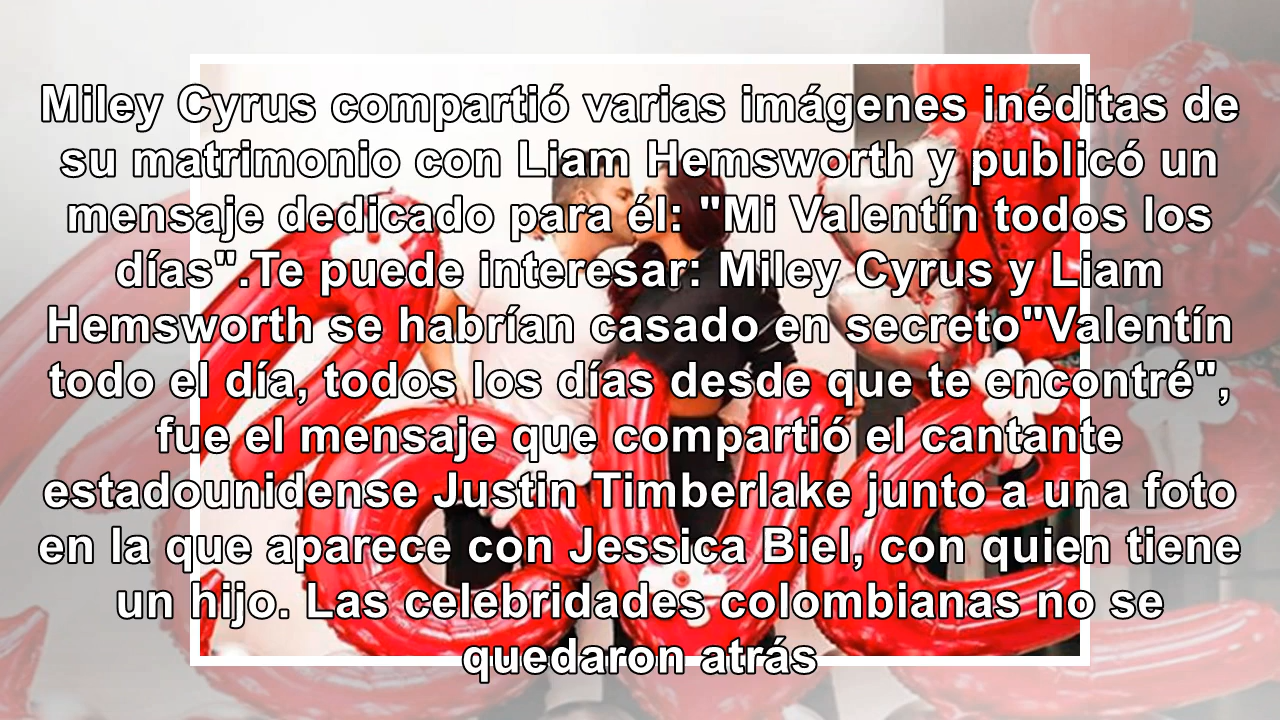 Miley Cyrus compartió varias imágenes inéditas de
su matrimonio con Liam Hemsworth y publicó un
mensaje dedicado para él: "Mi Valentín todos los
días".Te puede interesar: Miley Cyrus y Liam
Hemsworth se habrían casado en secreto"Valentín
todo el día, todos los días desde que te encontré",
fue el mensaje que compartió el cantante
estadounidense Justin Timberlake junto a una foto
en la que aparece con Jessica Biel, con quien tiene
un hijo. Las celebridades colombianas no se
quedaron atrás